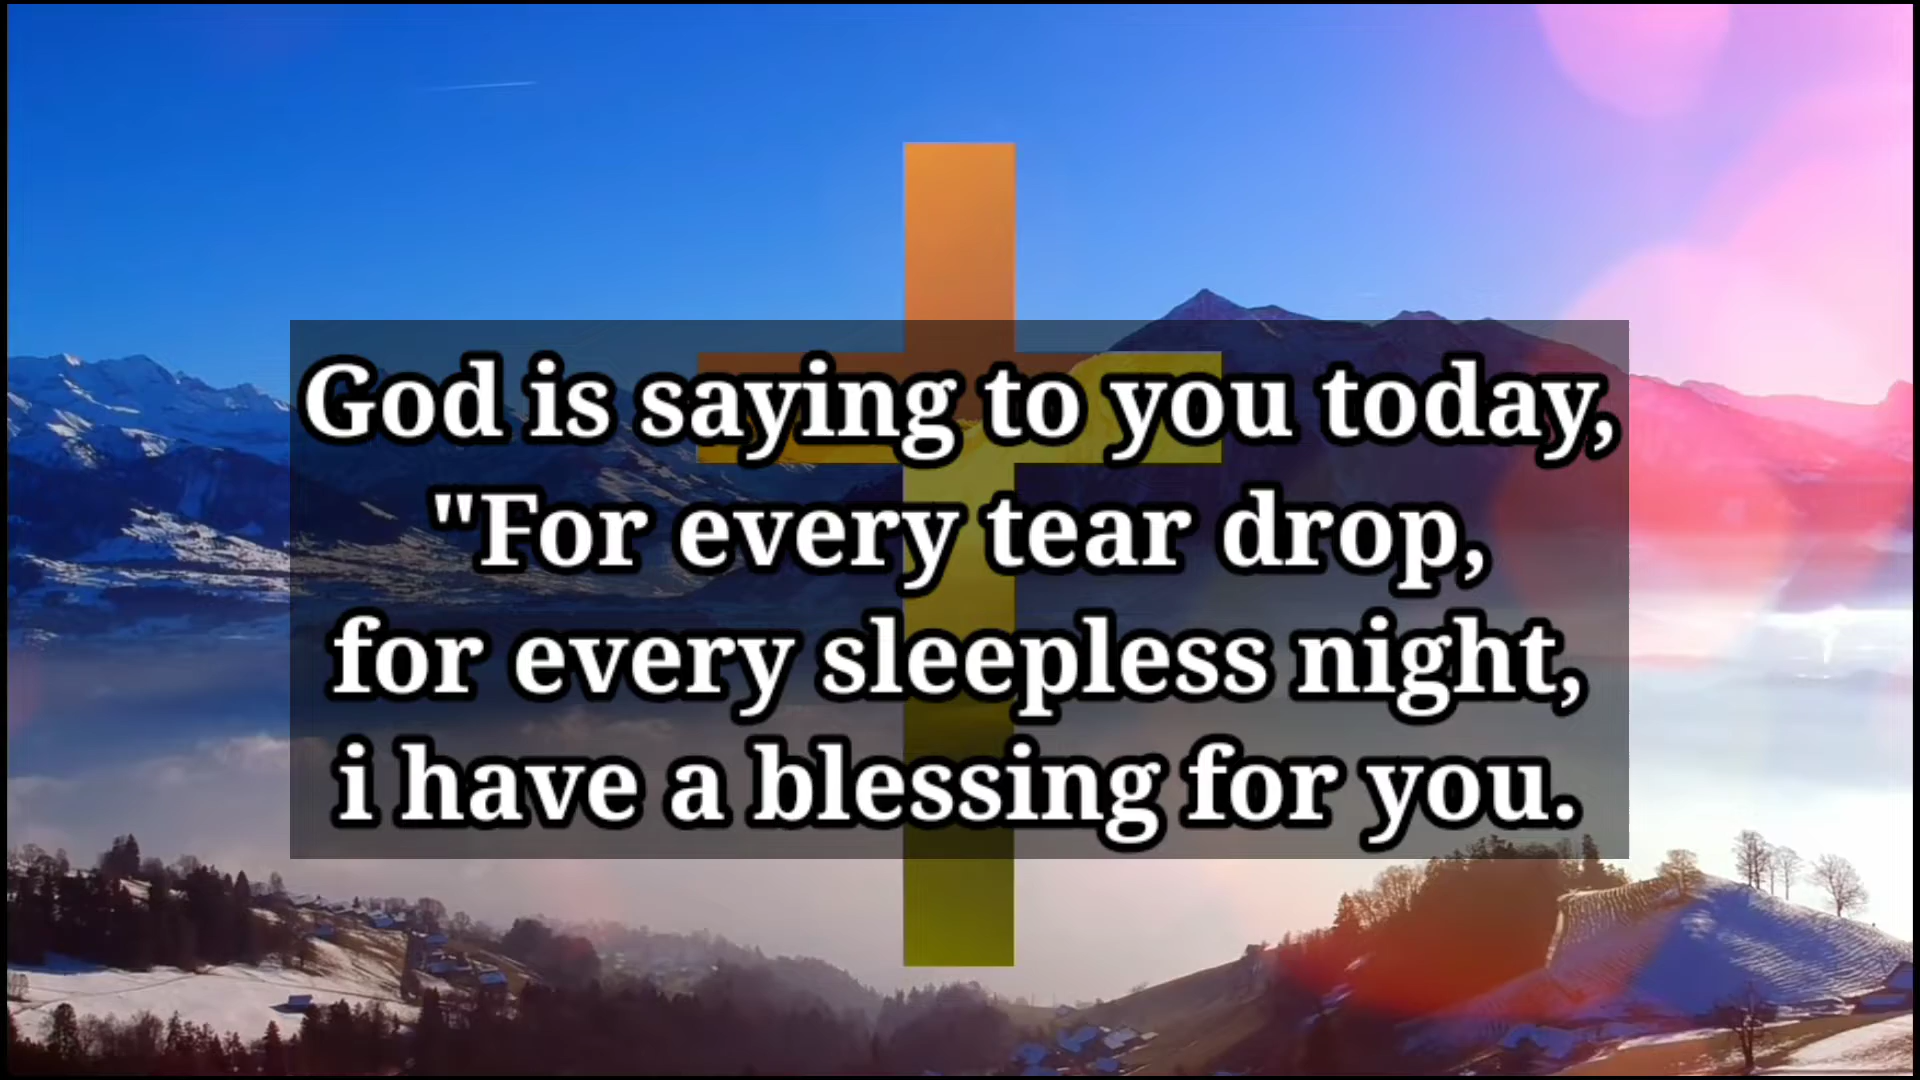 God is saying to you today,
"For every tear drop,
for every sleepless night,
i have a blessing for you.